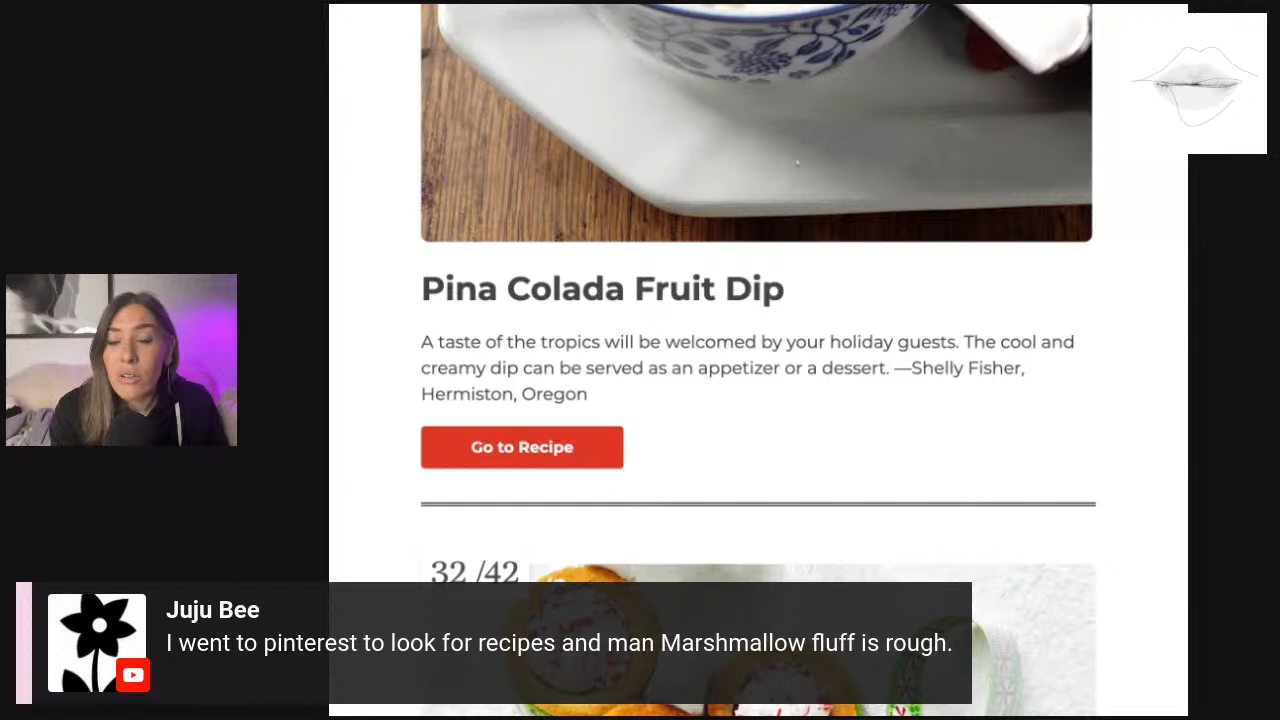 Pina Colada Fruit Dip
A taste of the tropics will be welcomed by your holiday guests. The cool and
creamy dip can be served as an appetizer or a dessert. —Shelly Fisher,
Hermiston, Oregon
Go to Recipe
32 /42
Juju Bee
I went to pinterest to look for recipes and man Marshmallow fluff is rough.